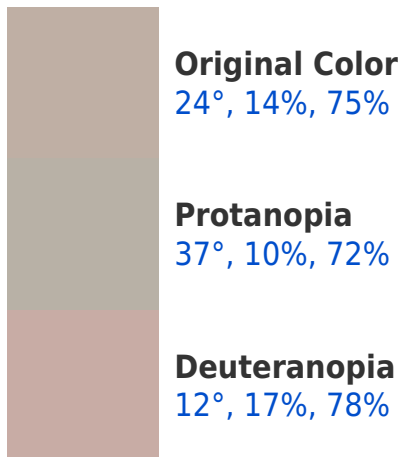 Original Color
24°, 14%, 75%
Protanopia
37°, 10%, 72%
Deuteranopia
12°, 17%, 78%